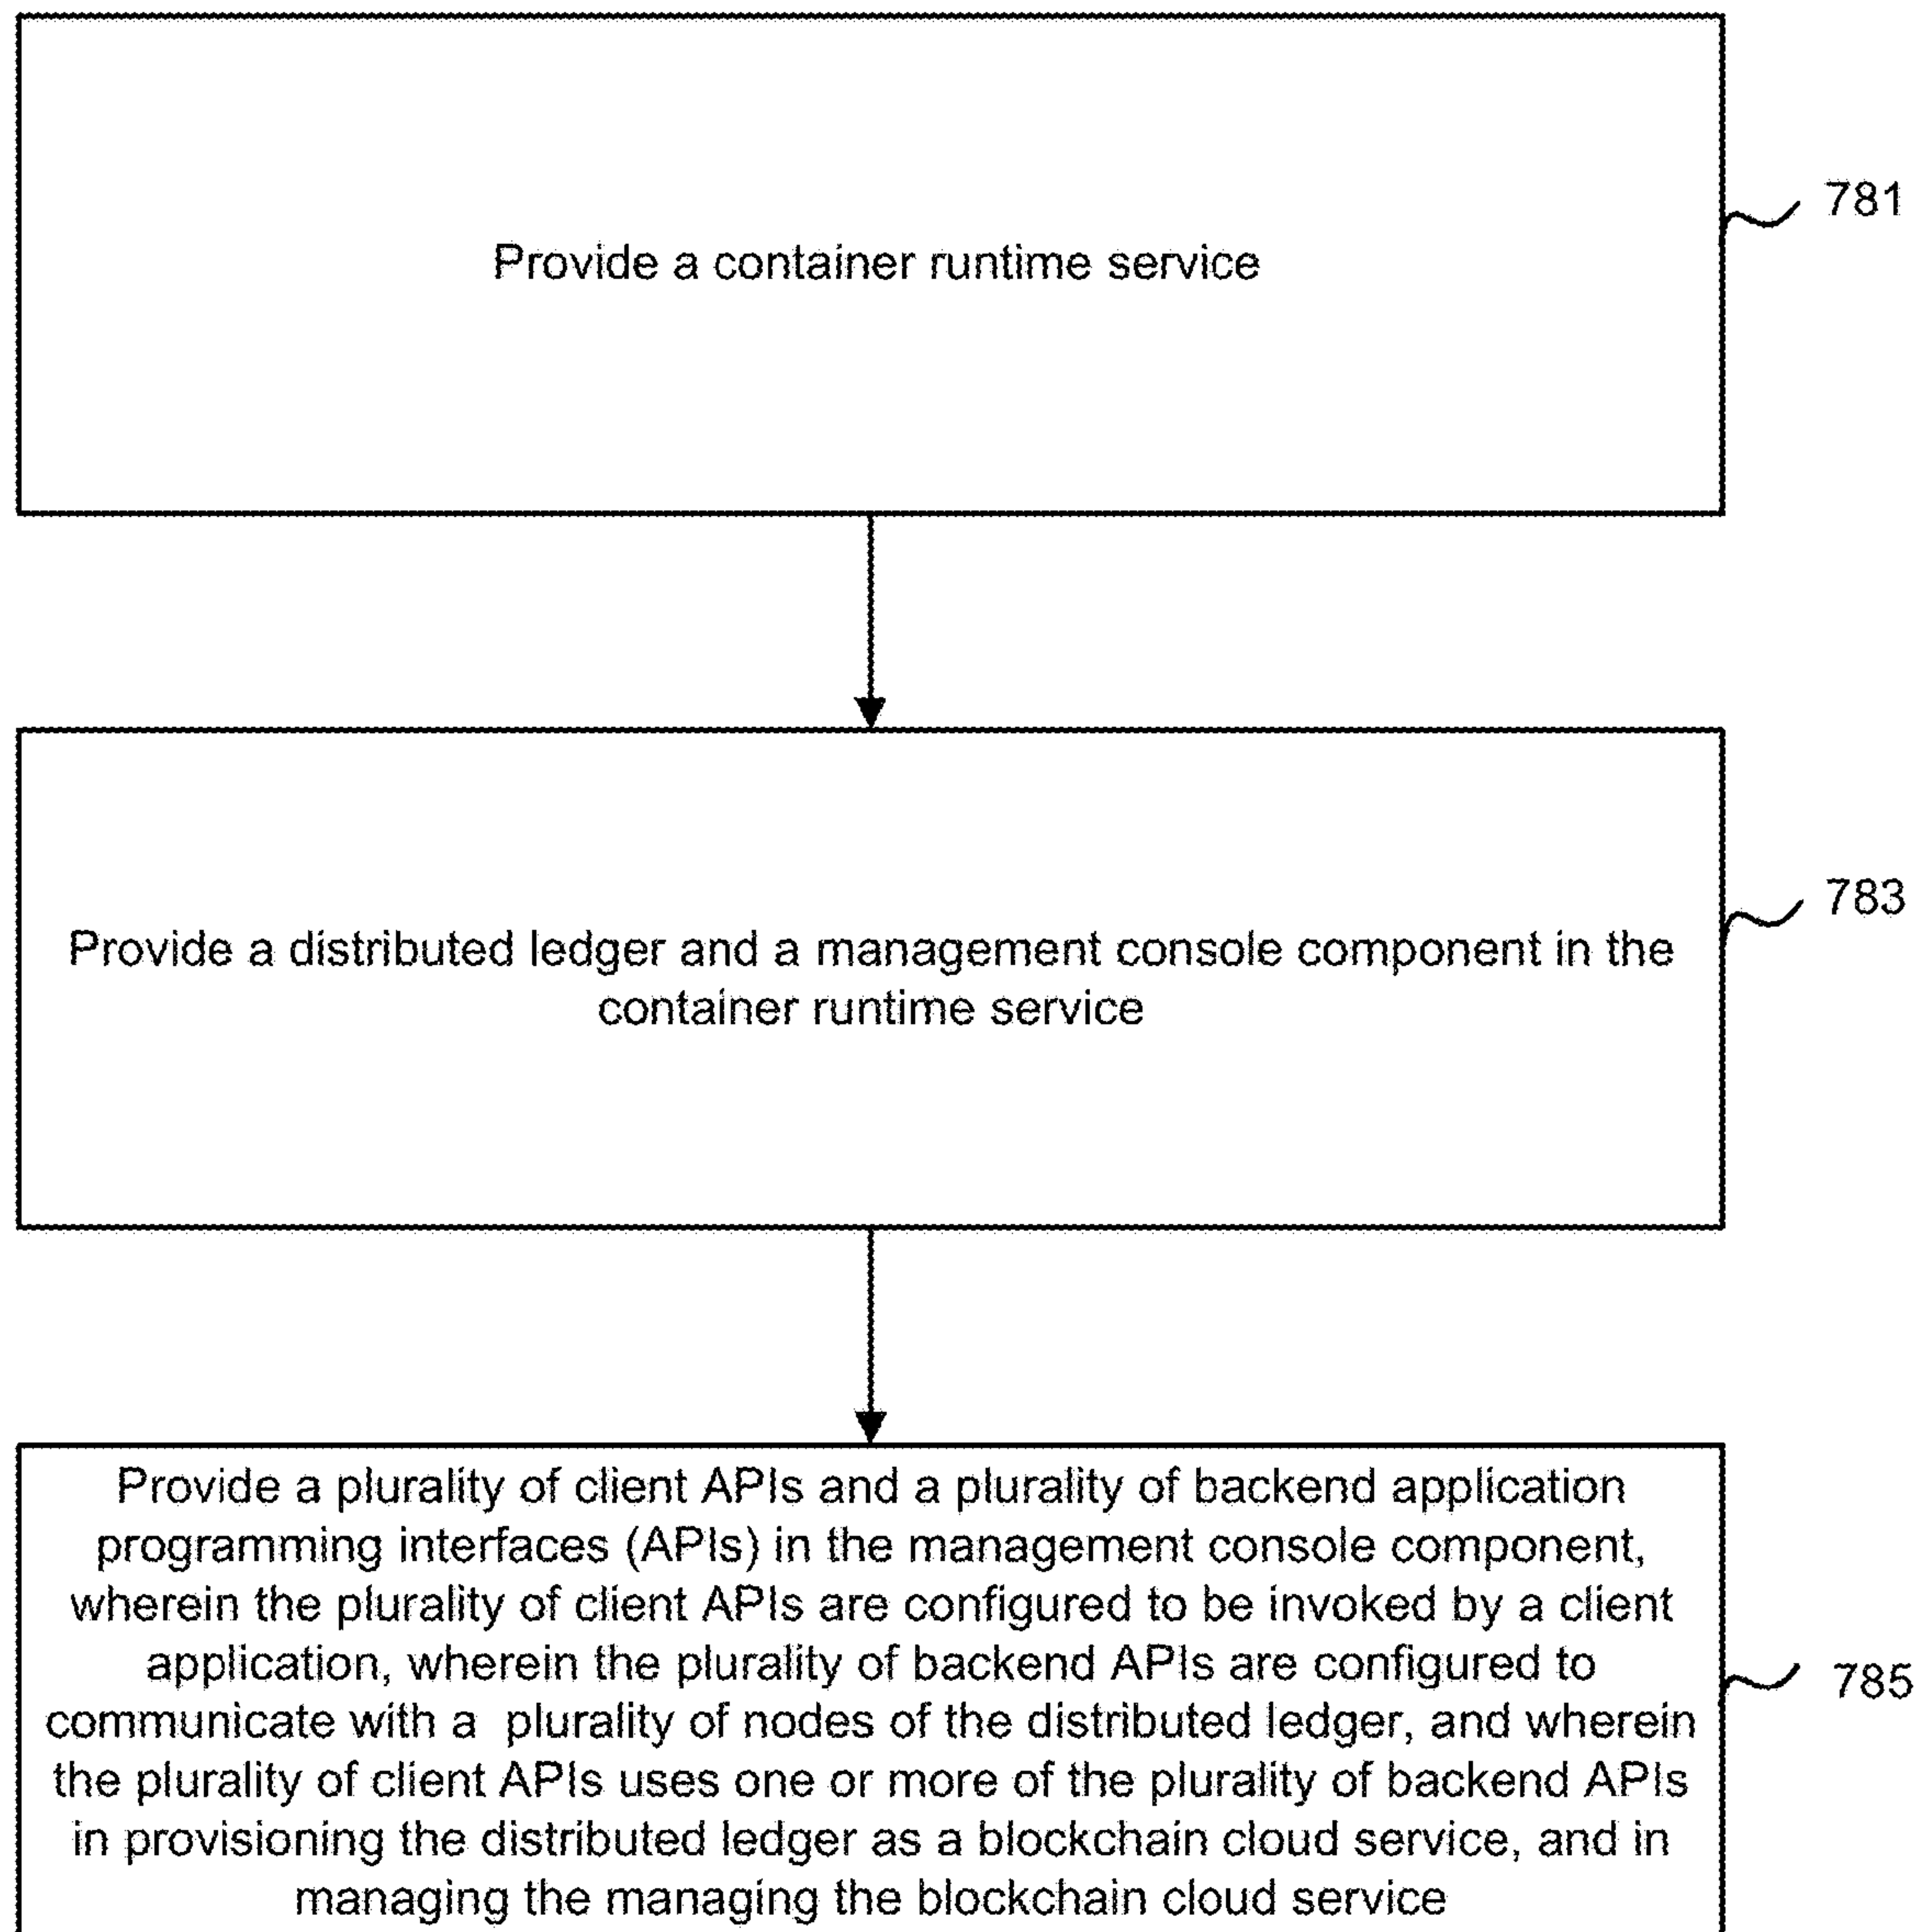 Provide a container runtime service
781
Provide a distributed ledger and a management console component in the
container runtime service
783
Provide a plurality of client APIs and a plurality of backend application
programming interfaces (APIs) in the management console component,
wherein the plurality of client APIs are configured to be invoked by a client
application, wherein the plurality of backend APIs are configured to
communicate with a plurality of nodes of the distributed ledger, and wherein
the plurality of client APIs uses one or more of the plurality of backend APIs
in provisioning the distributed ledger as a blockchain cloud service, and in
managing the managing the blockchain cloud service
785